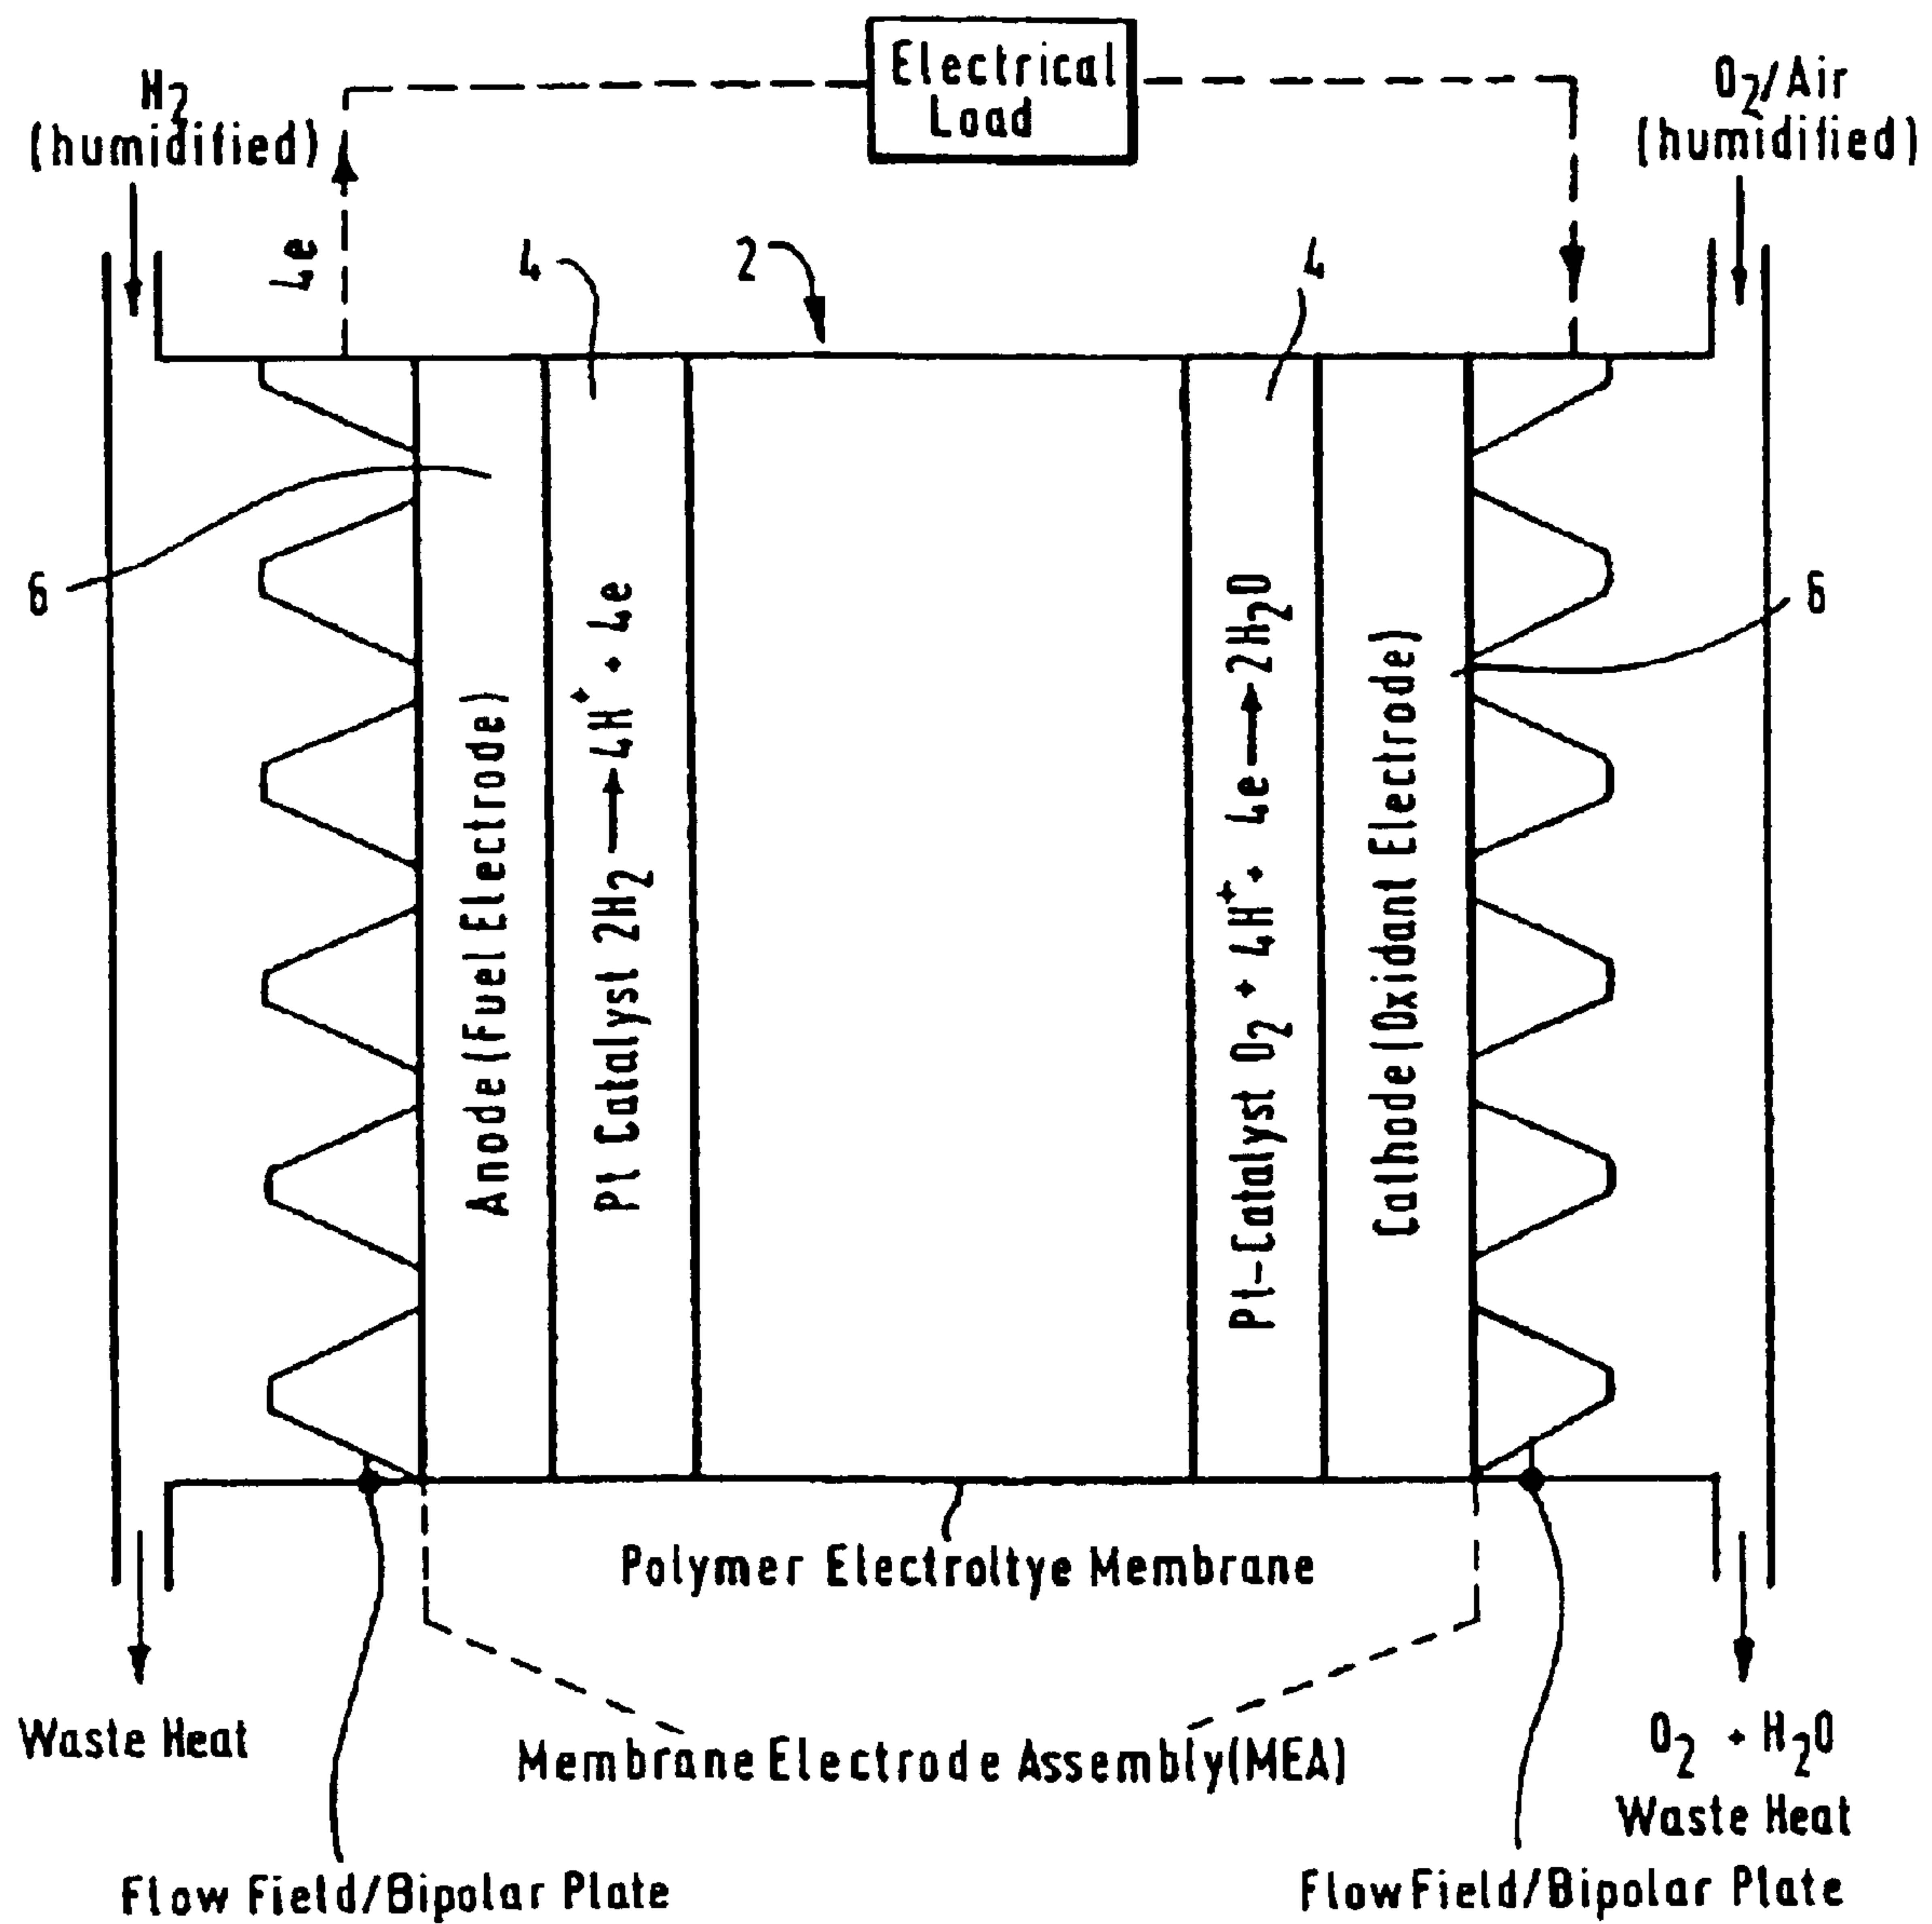 Electrical
Load
H2
(humidified)
O2/Air
(humidified)
4e
4
2
4
6
6
Anode(Fuel Electrode)
Pt Catalyst 2H2 → 4H+ + 4e
Pt-Catalyst O2 + 4H+ + 4e → 2H2O
Cathode(Oxidant Electrode)
Polymer Electroltye Membrane
Waste Heat
Membrane Electrode Assembly(MEA)
O2 + H2O
Waste Heat
Flow Field/Bipolar Plate
Flow Field/Bipolar Plate